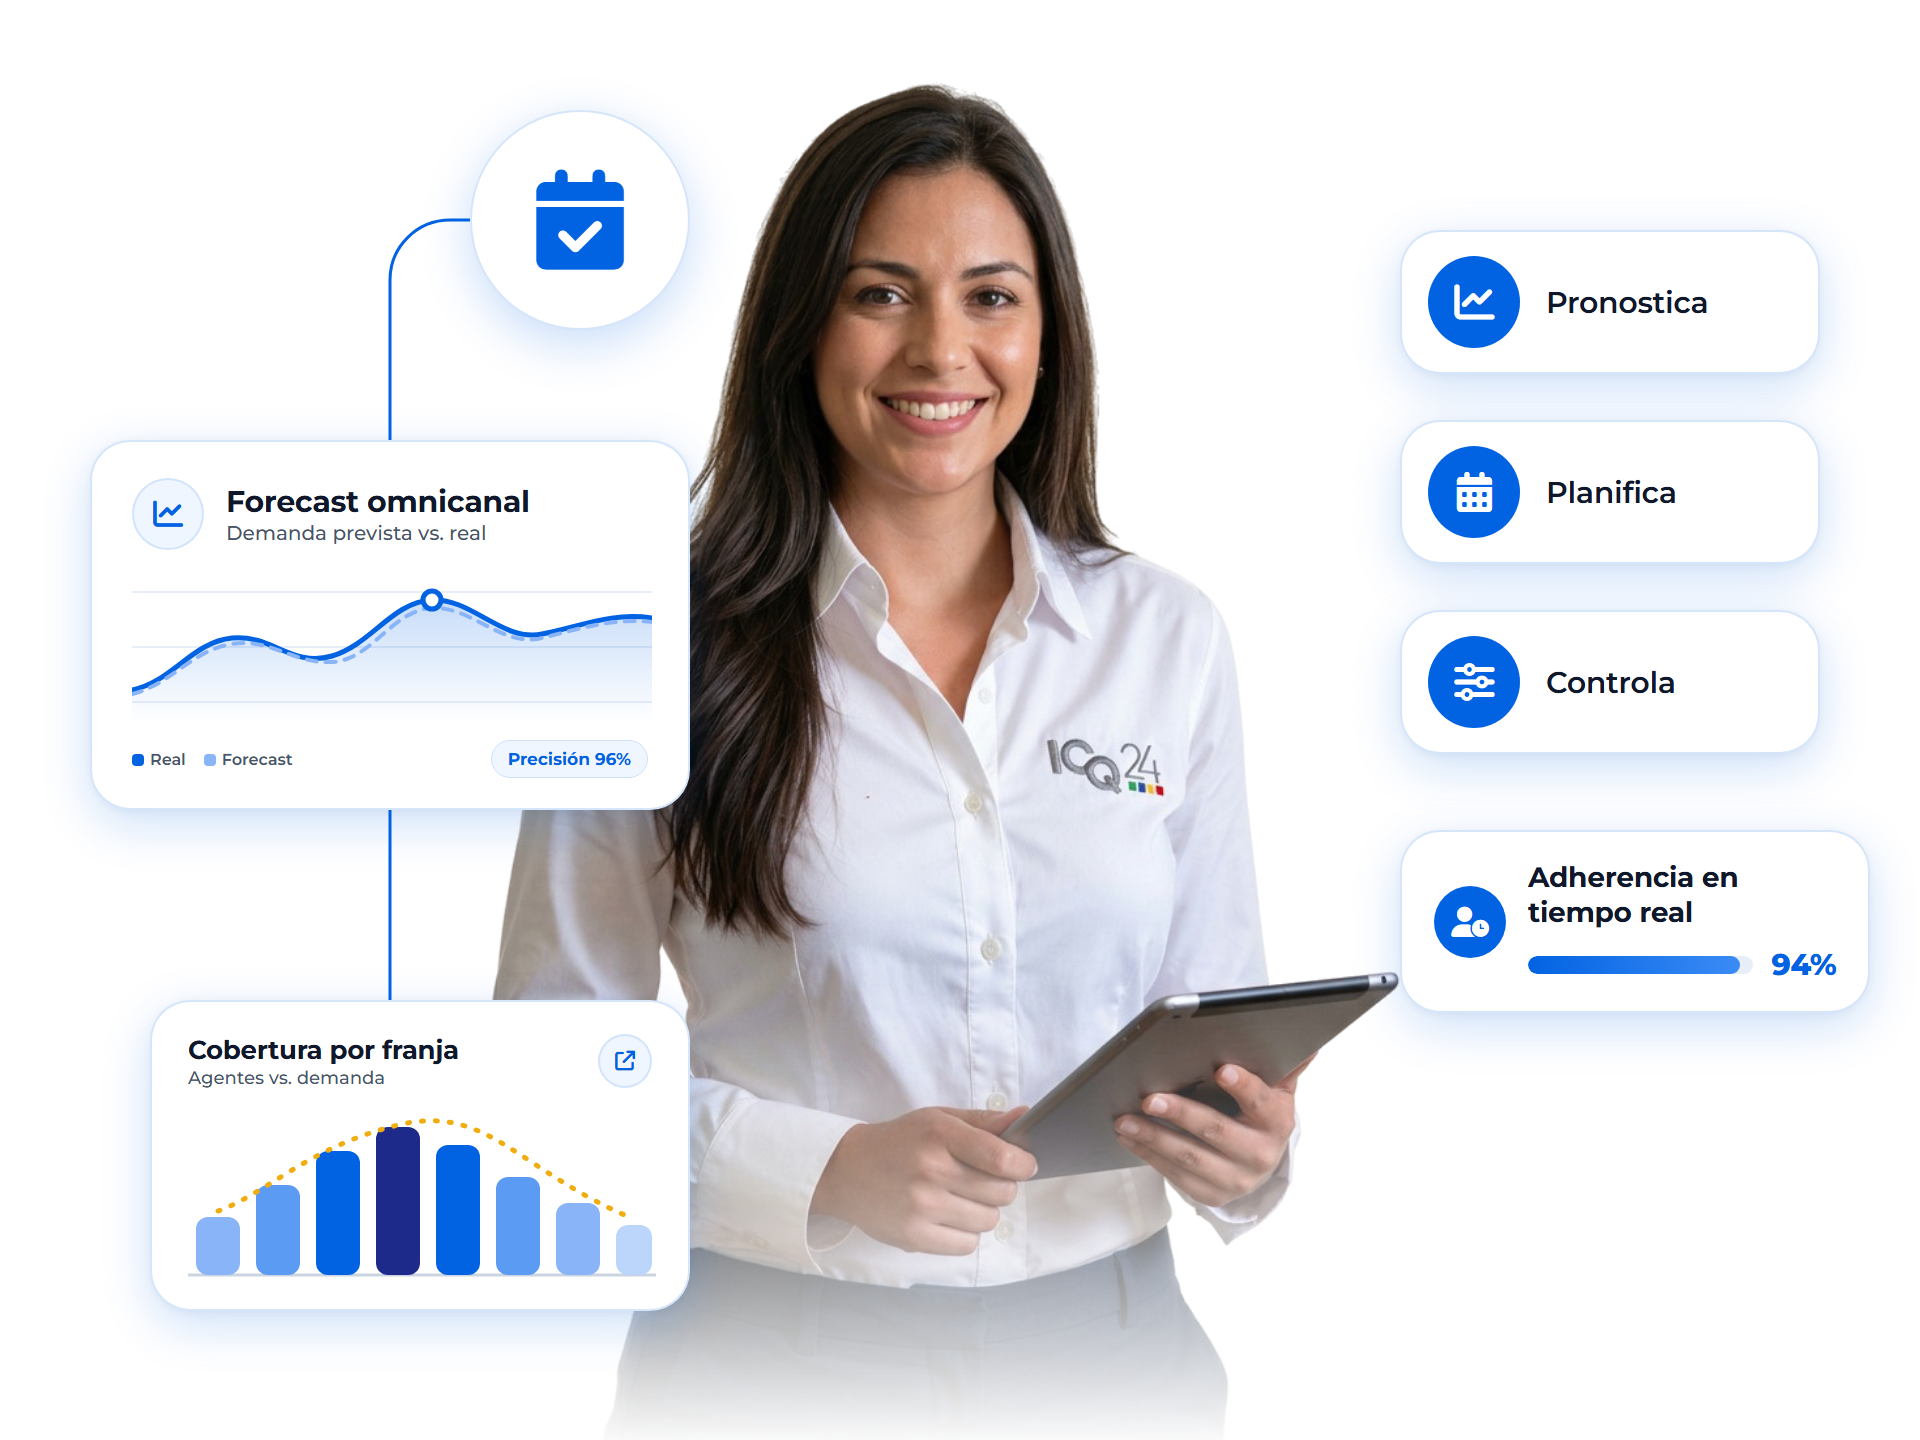 Forecast omnicanal
Demanda prevista vs. real
Real
Forecast
Precisión 96%
Cobertura por franja
Agentes vs. demanda
ICQ24
Pronostica
Planifica
Controla
Adherencia en
tiempo real
94%